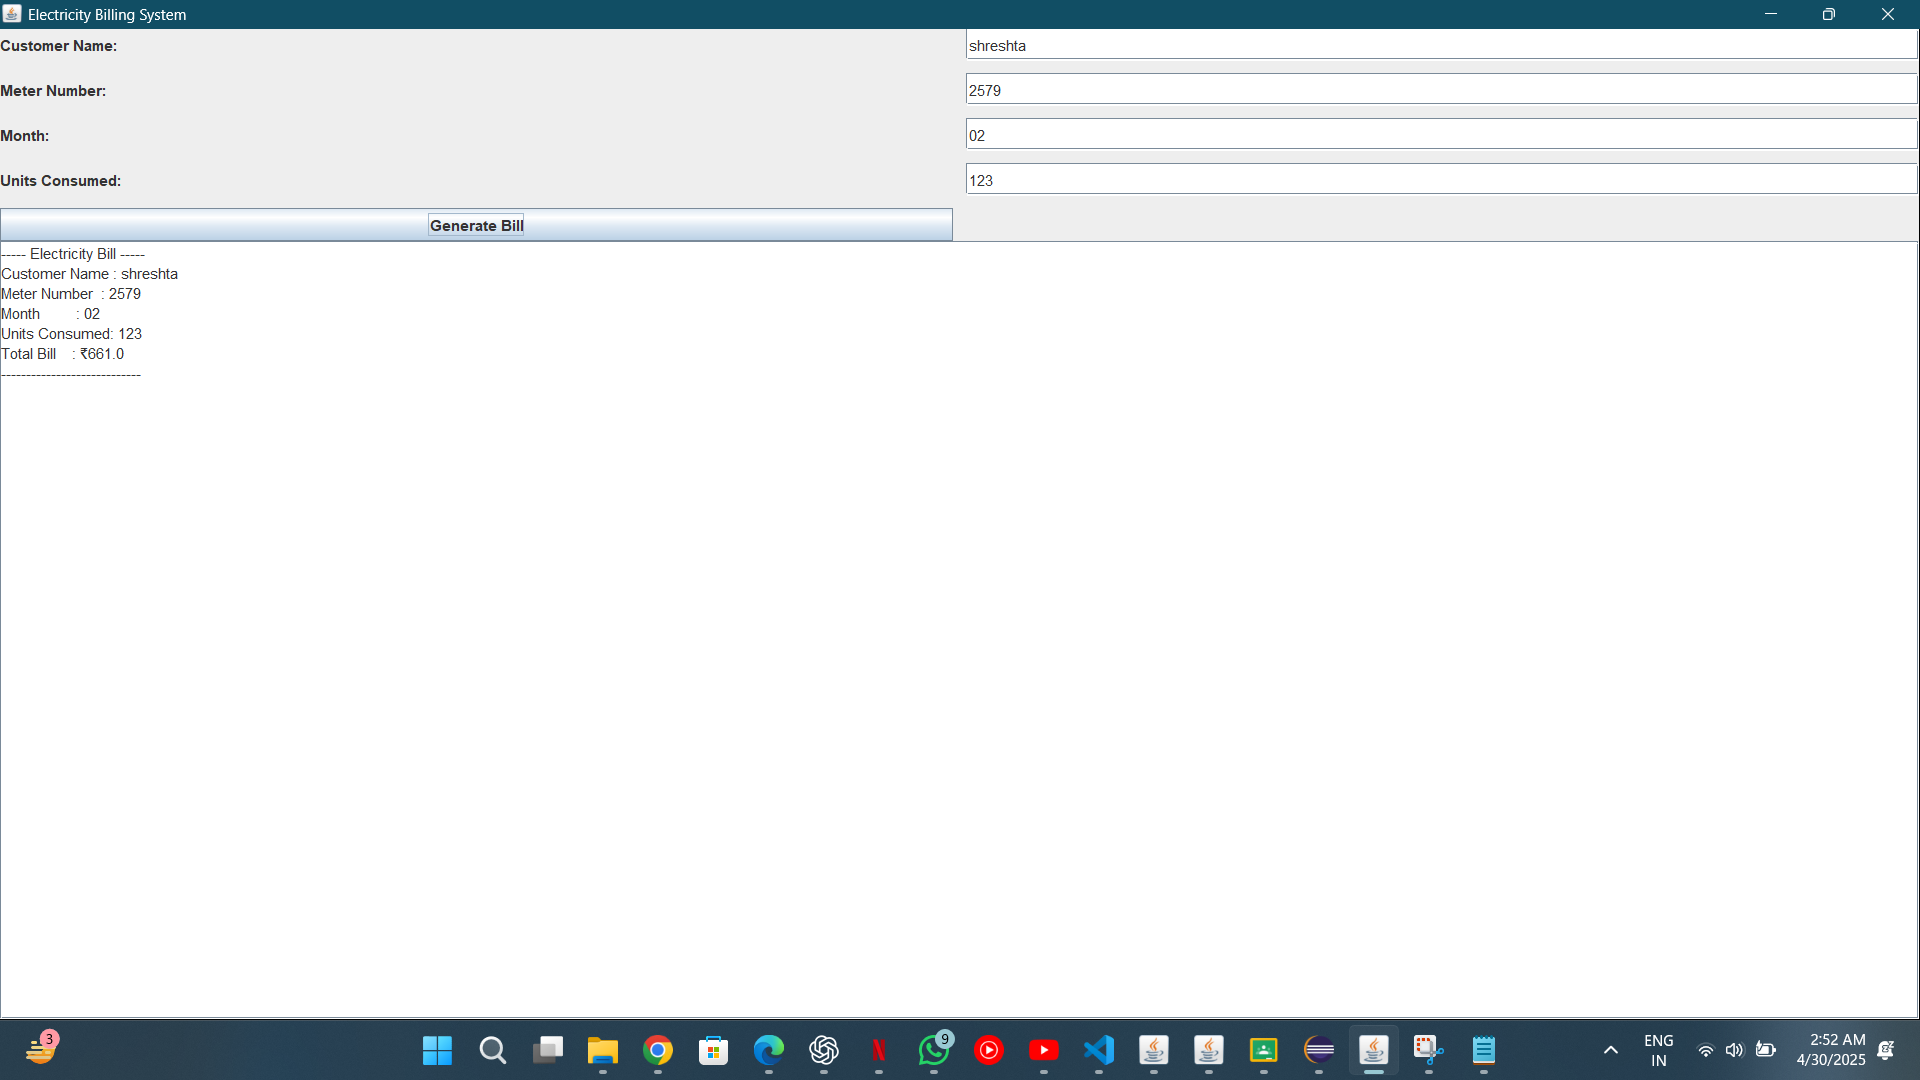 Electricity Billing System
Customer Name: shreshta
Meter Number: 2579
Month: 02
Units Consumed: 123
Generate Bill
----- Electricity Bill -----
Customer Name : shreshta
Meter Number  : 2579
Month         : 02
Units Consumed: 123
Total Bill    : ₹661.0
----------------------------
3
9
ENG
IN
2:52 AM
4/30/2025